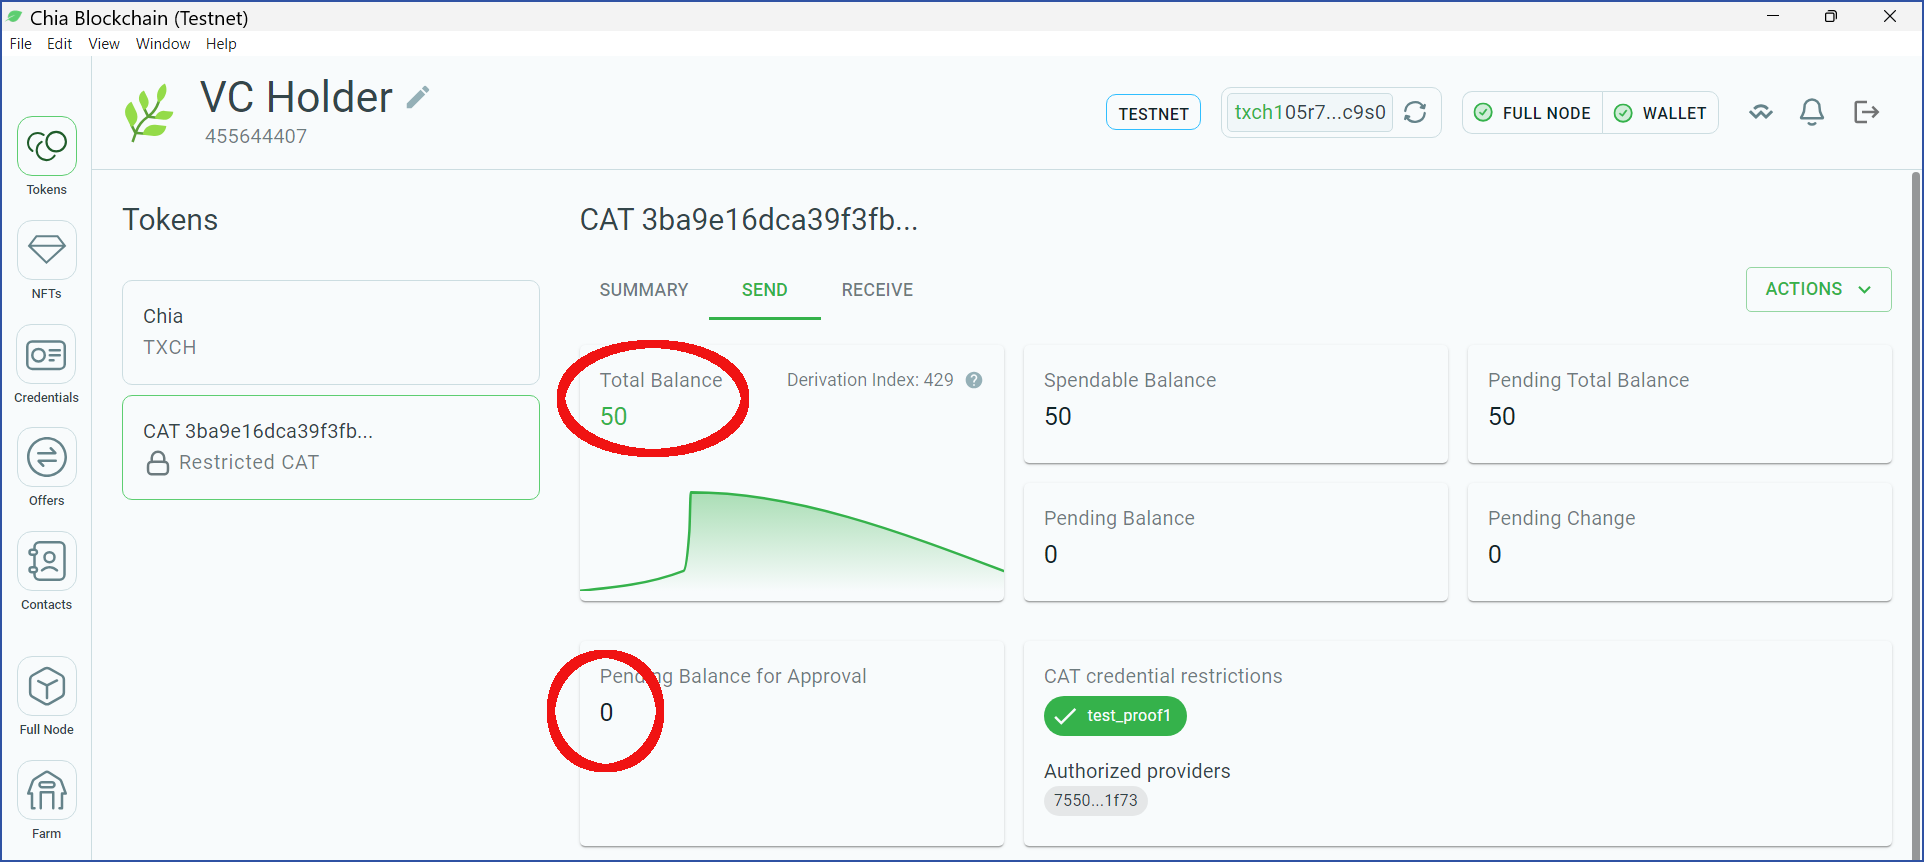 Chia Blockchain (Testnet)
File Edit View Window Help
VC Holder
455644407
TESTNET
txch105r7...c9s0
FULL NODE
WALLET
Tokens
NFTs
Credentials
Offers
Contacts
Full Node
Farm
Tokens
Chia
TXCH
CAT 3ba9e16dca39f3fb...
Restricted CAT
CAT 3ba9e16dca39f3fb...
SUMMARY SEND RECEIVE
ACTIONS
Total Balance
50
Derivation Index: 429
?
Spendable Balance
50
Pending Total Balance
50
Pending Balance
0
Pending Change
0
Pending Balance for Approval
0
CAT credential restrictions
test_proof1
Authorized providers
7550...1f73